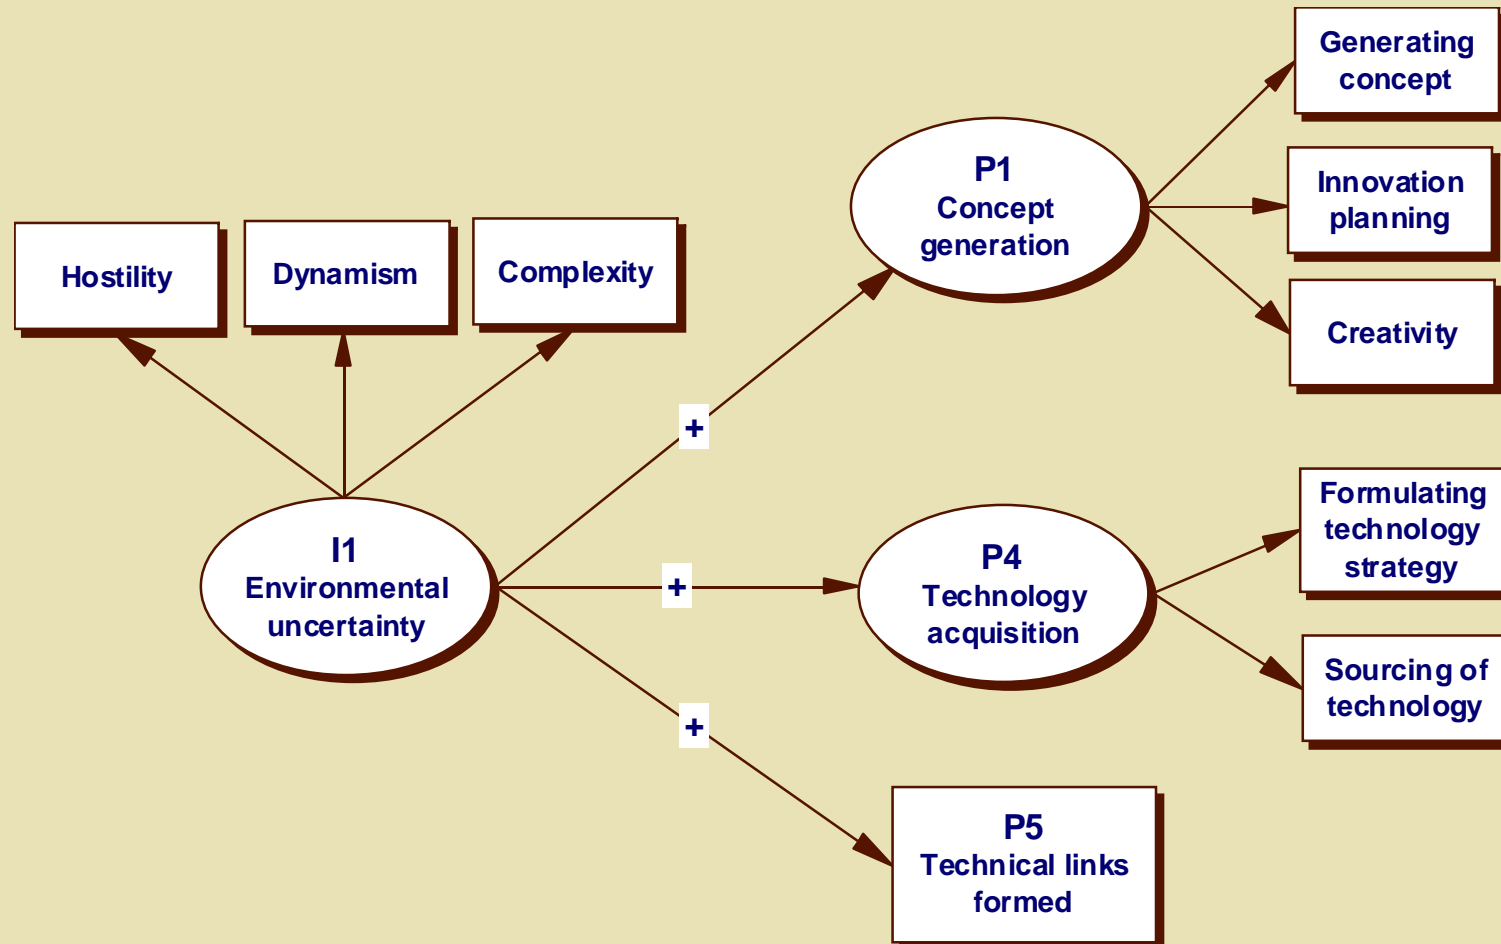 Generating
concept
P1
Concept
generation
Innovation
planning
Hostility
Dynamism
Complexity
Creativity
+
Formulating
technology
strategy
I1
Environmental
uncertainty
+
P4
Technology
acquisition
Sourcing of
technology
+
P5
Technical links
formed